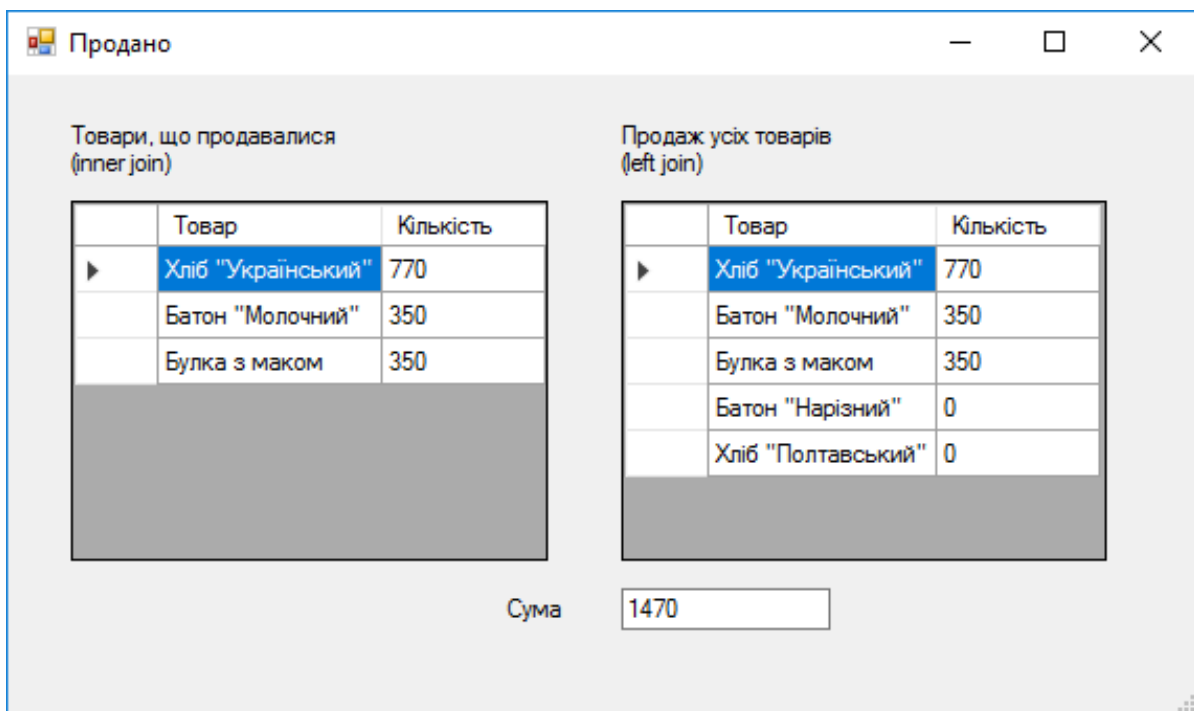 Продано
Товари, що продавалися
(inner join)
Товар Кількість
Хліб "Український" 770
Батон "Молочний" 350
Булка з маком 350
Продаж усіх товарів
(left join)
Товар Кількість
Хліб "Український" 770
Батон "Молочний" 350
Булка з маком 350
Батон "Нарізний" 0
Хліб "Полтавський" 0
Сума 1470